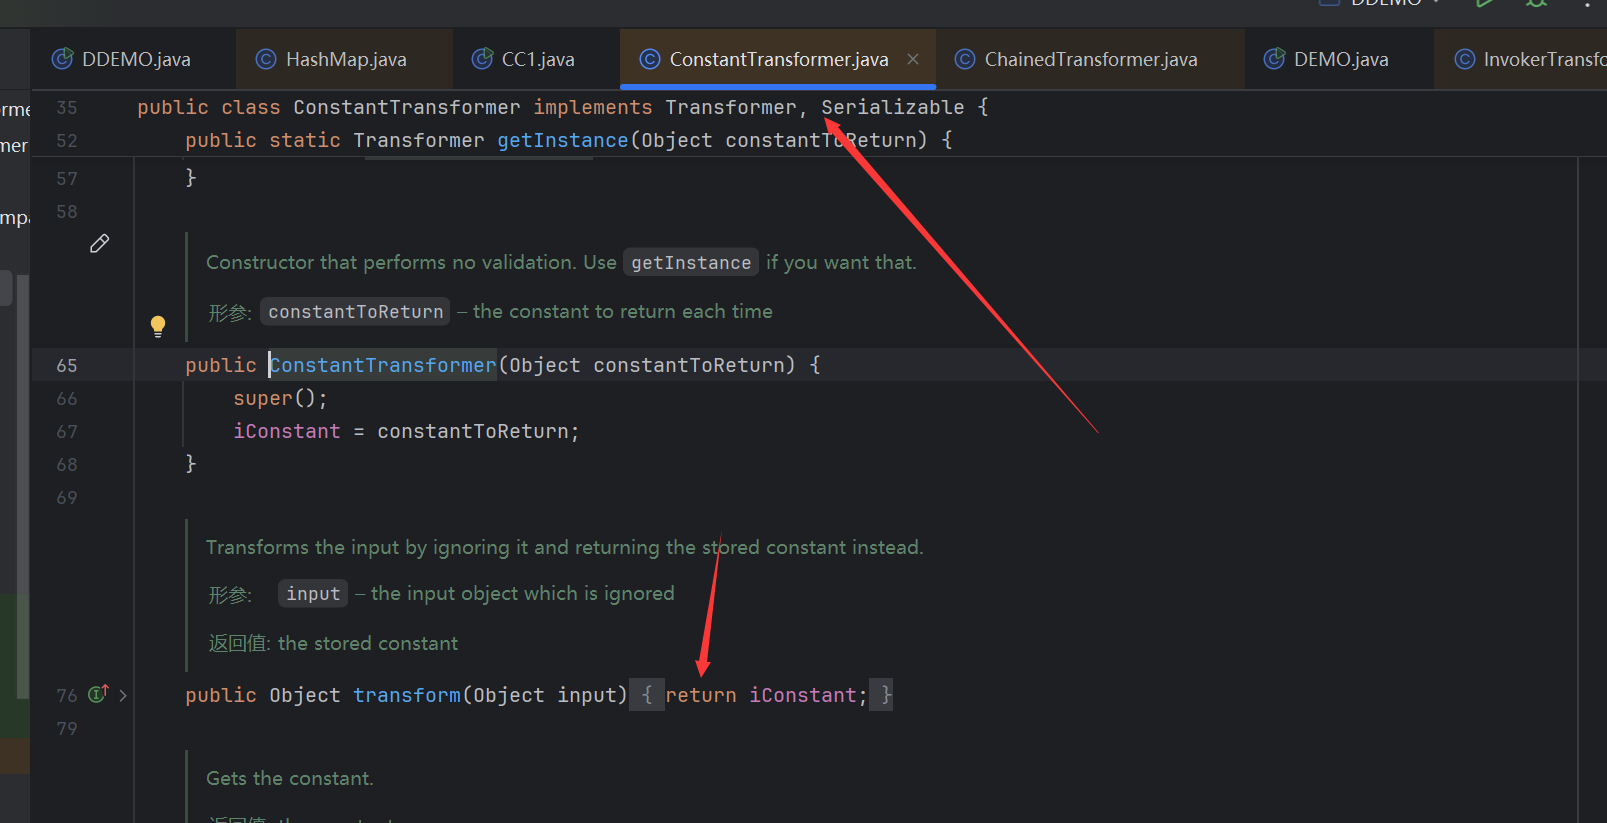 DDEMO
DDEMO.java HashMap.java CC1.java ConstantTransformer.java ChainedTransformer.java DEMO.java InvokerTransfo
35 public class ConstantTransformer implements Transformer, Serializable {
52 public static Transformer getInstance(Object constantToReturn) {
57 }
58
Constructor that performs no validation. Use getInstance if you want that.
形参: constantToReturn – the constant to return each time
65 public ConstantTransformer(Object constantToReturn) {
66 super();
67 iConstant = constantToReturn;
68 }
69
Transforms the input by ignoring it and returning the stored constant instead.
形参: input – the input object which is ignored
返回值: the stored constant
76 public Object transform(Object input) { return iConstant; }
79
Gets the constant.